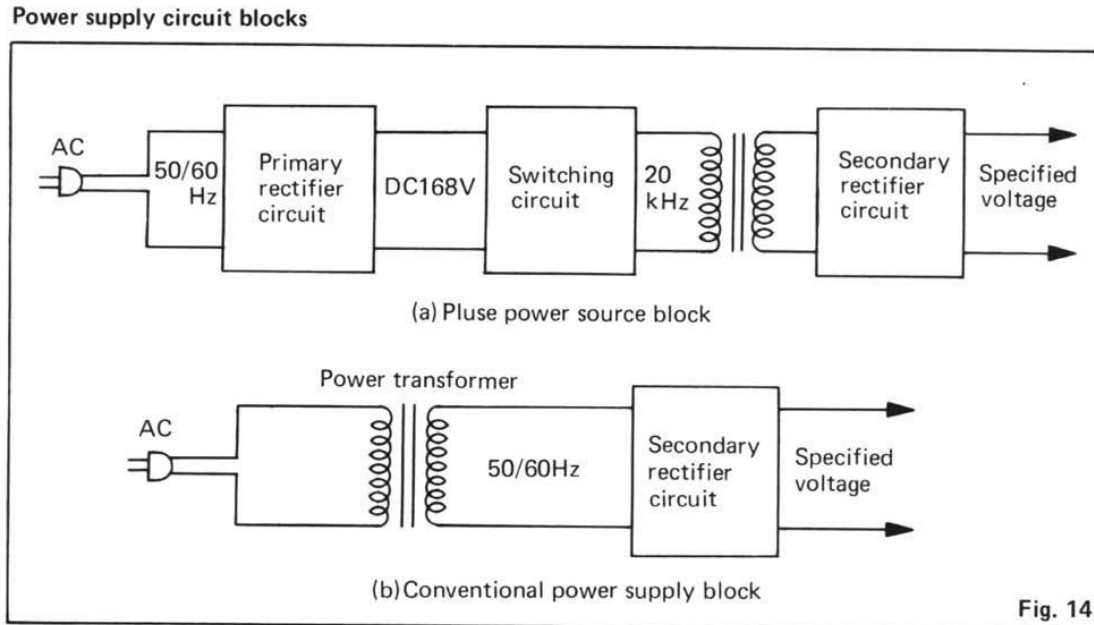 Power supply circuit blocks
AC
50/60
Hz
Primary
rectifier
circuit
DC168V
Switching
circuit
20
kHz
Secondary
rectifier
circuit
Specified
voltage
(a) Pluse power source block
Power transformer
AC
50/60Hz
Secondary
rectifier
circuit
Specified
voltage
(b) Conventional power supply block
Fig. 14